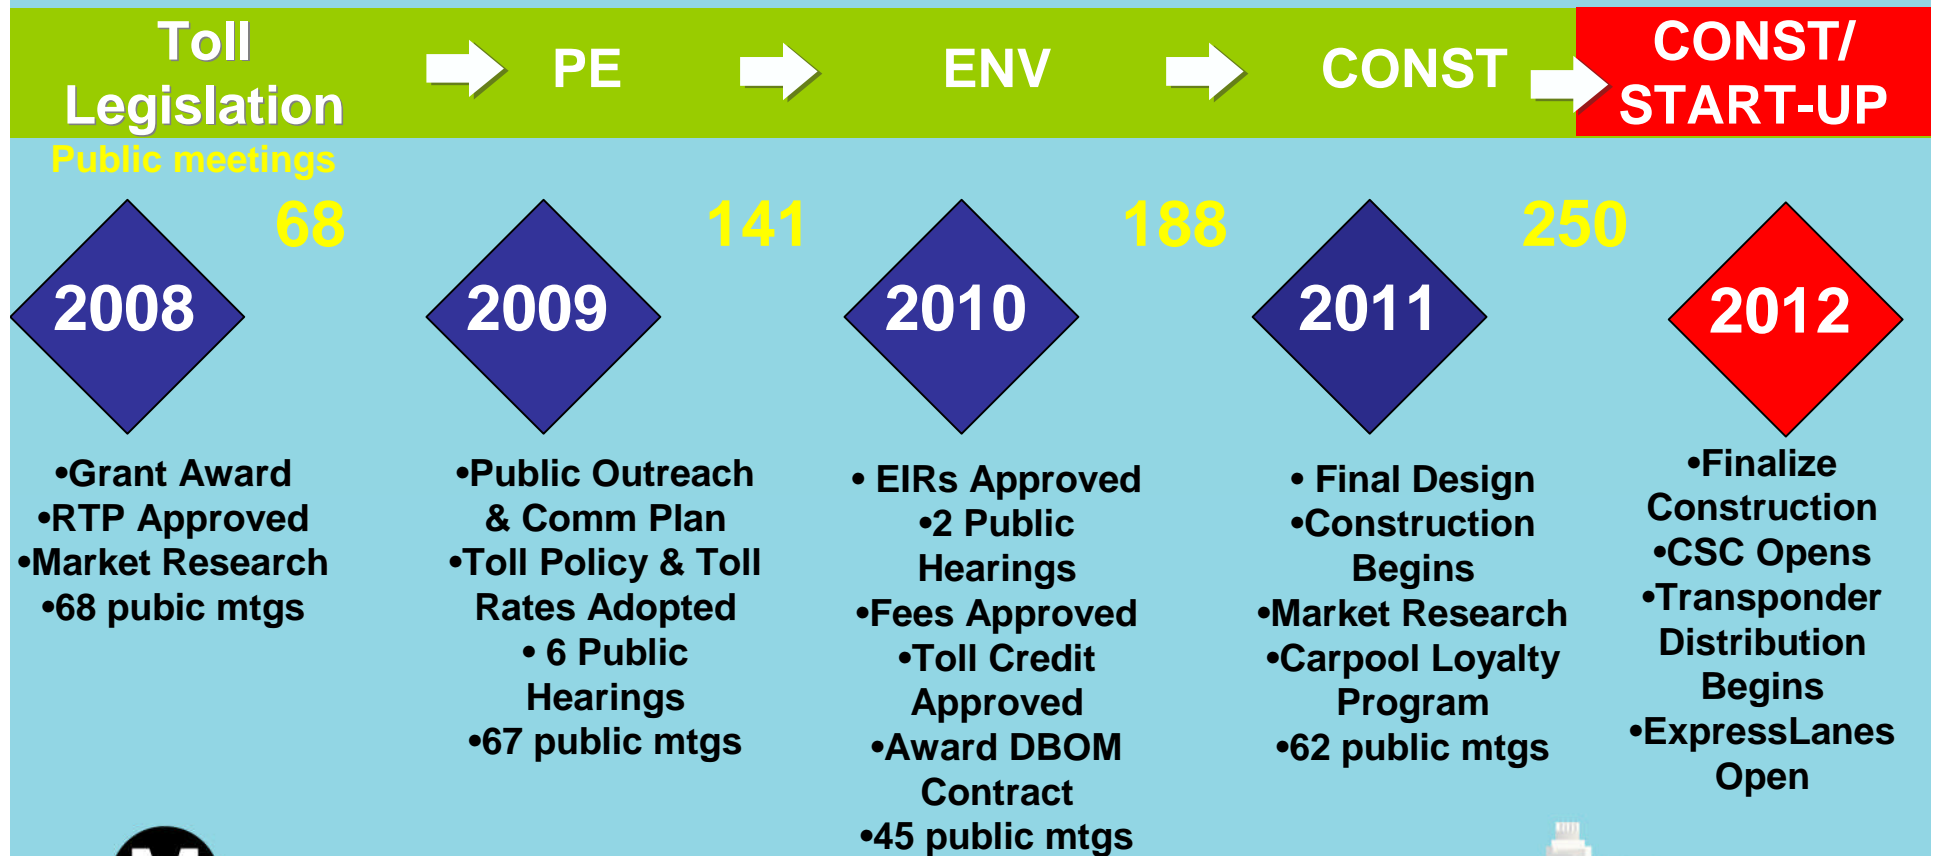 Toll
Legislation
PE
ENV
CONST
CONST/
START-UP
Public meetings
68
141
188
250
2008
2009
2010
2011
2012
•Grant Award
•RTP Approved
•Market Research
•68 pubic mtgs
•Public Outreach
& Comm Plan
•Toll Policy & Toll
Rates Adopted
• 6 Public
Hearings
•67 public mtgs
• EIRs Approved
•2 Public
Hearings
•Fees Approved
•Toll Credit
Approved
•Award DBOM
Contract
•45 public mtgs
• Final Design
•Construction
Begins
•Market Research
•Carpool Loyalty
Program
•62 public mtgs
•Finalize
Construction
•CSC Opens
•Transponder
Distribution
Begins
•ExpressLanes
Open